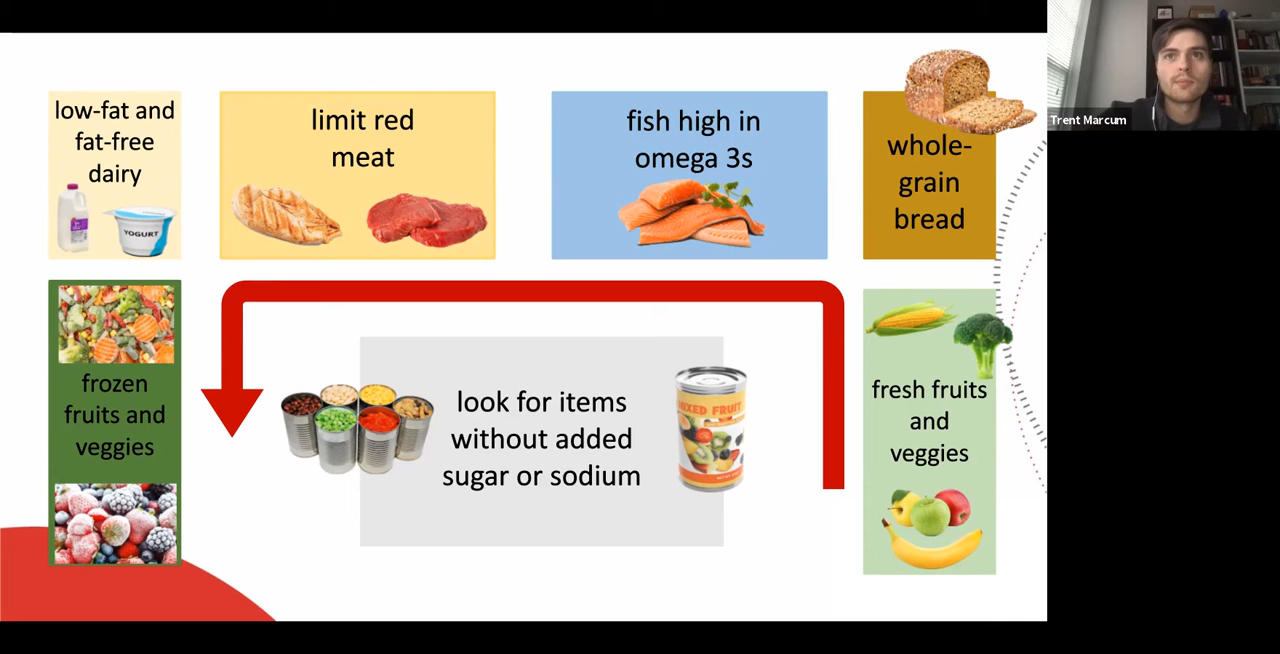 low-fat and
fat-free
dairy
YOGURT
limit red
meat
fish high in
omega 3s
whole-
grain
bread
Trent Marcum
frozen
fruits and
veggies
look for items
without added
sugar or sodium
MIXED FRUIT
fresh fruits
and
veggies